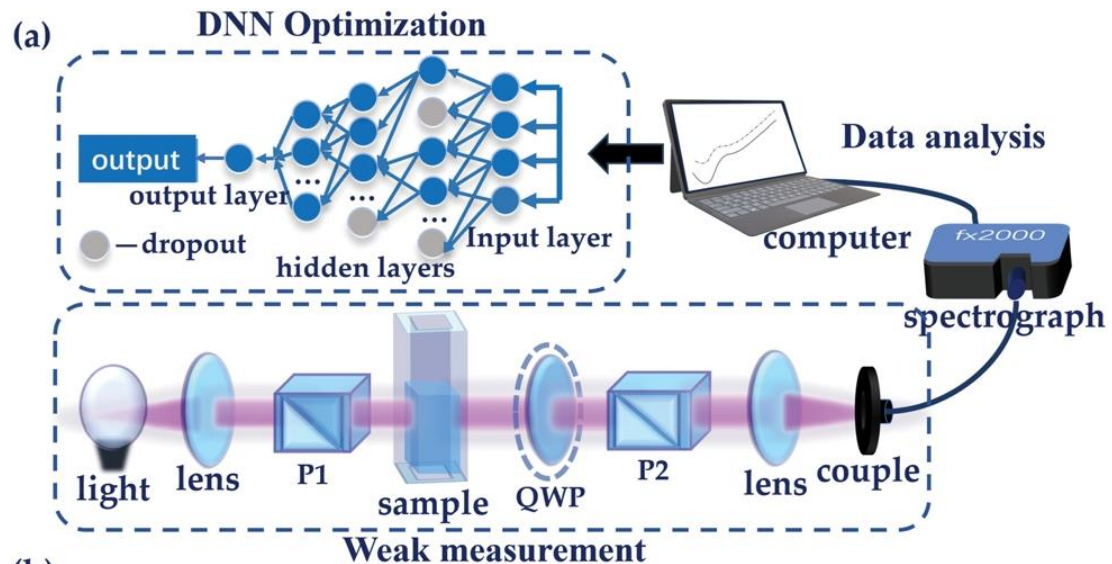 (a)
DNN Optimization
output
output layer
...
...
...
—dropout
hidden layers
Input layer
Data analysis
computer
fx2000
spectrograph
light
lens
P1
sample
QWP
P2
lens
couple
Weak measurement